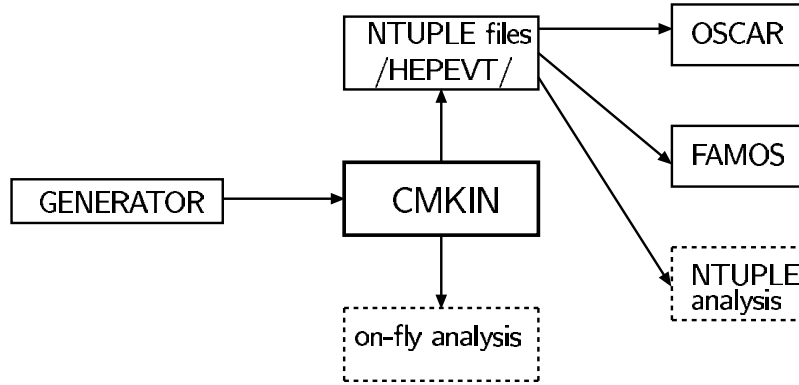 NTUPLE files
/HEPEVT/
OSCAR
FAMOS
GENERATOR
CMKIN
NTUPLE
analysis
on-fly analysis